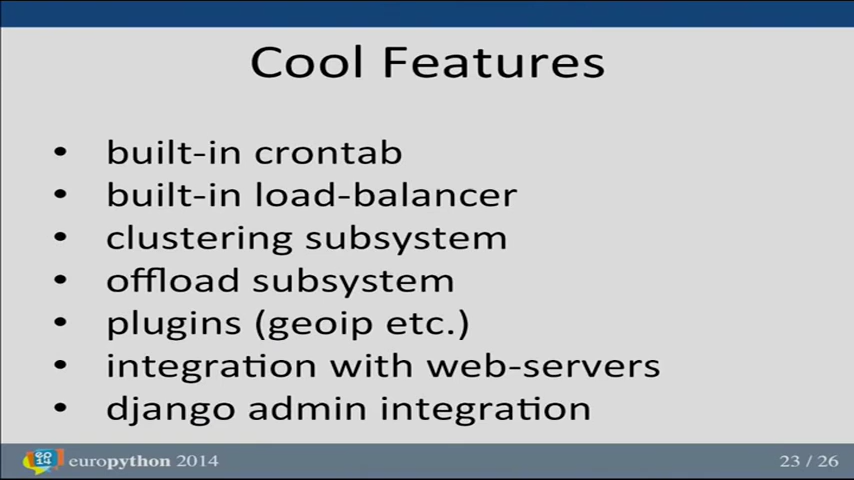 Cool Features
• built-in crontab
• built-in load-balancer
• clustering subsystem
• offload subsystem
• plugins (geoip etc.)
• integration with web-servers
• django admin integration
europython 2014
23 / 26